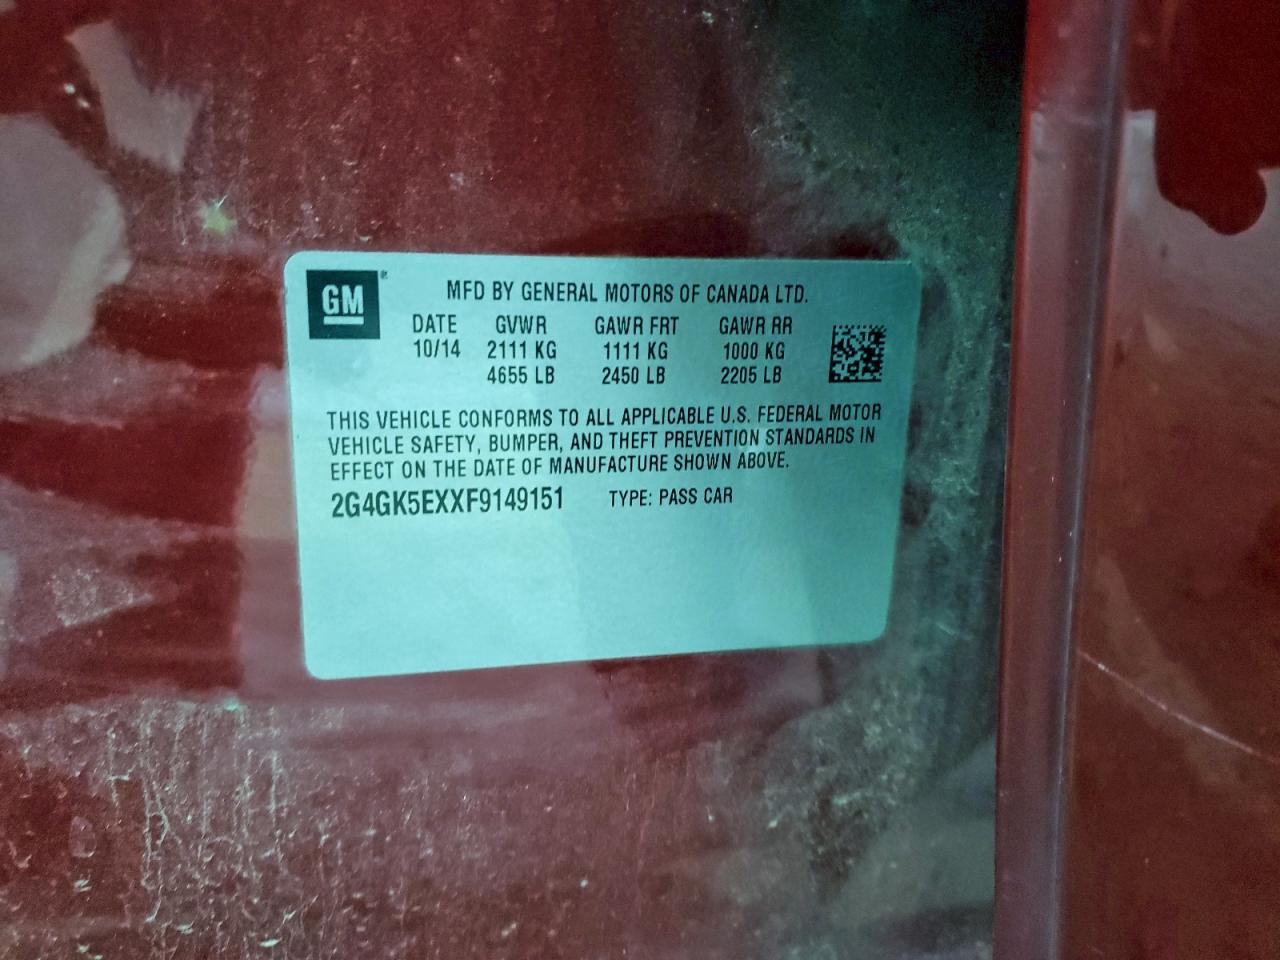 GM
MFD BY GENERAL MOTORS OF CANADA LTD.
DATE GVWR GAWR FRT GAWR RR
10/14 2111 KG 1111 KG 1000 KG
4655 LB 2450 LB 2205 LB
THIS VEHICLE CONFORMS TO ALL APPLICABLE U.S. FEDERAL MOTOR
VEHICLE SAFETY, BUMPER, AND THEFT PREVENTION STANDARDS IN
EFFECT ON THE DATE OF MANUFACTURE SHOWN ABOVE.
2G4GK5EXXF9149151 TYPE: PASS CAR